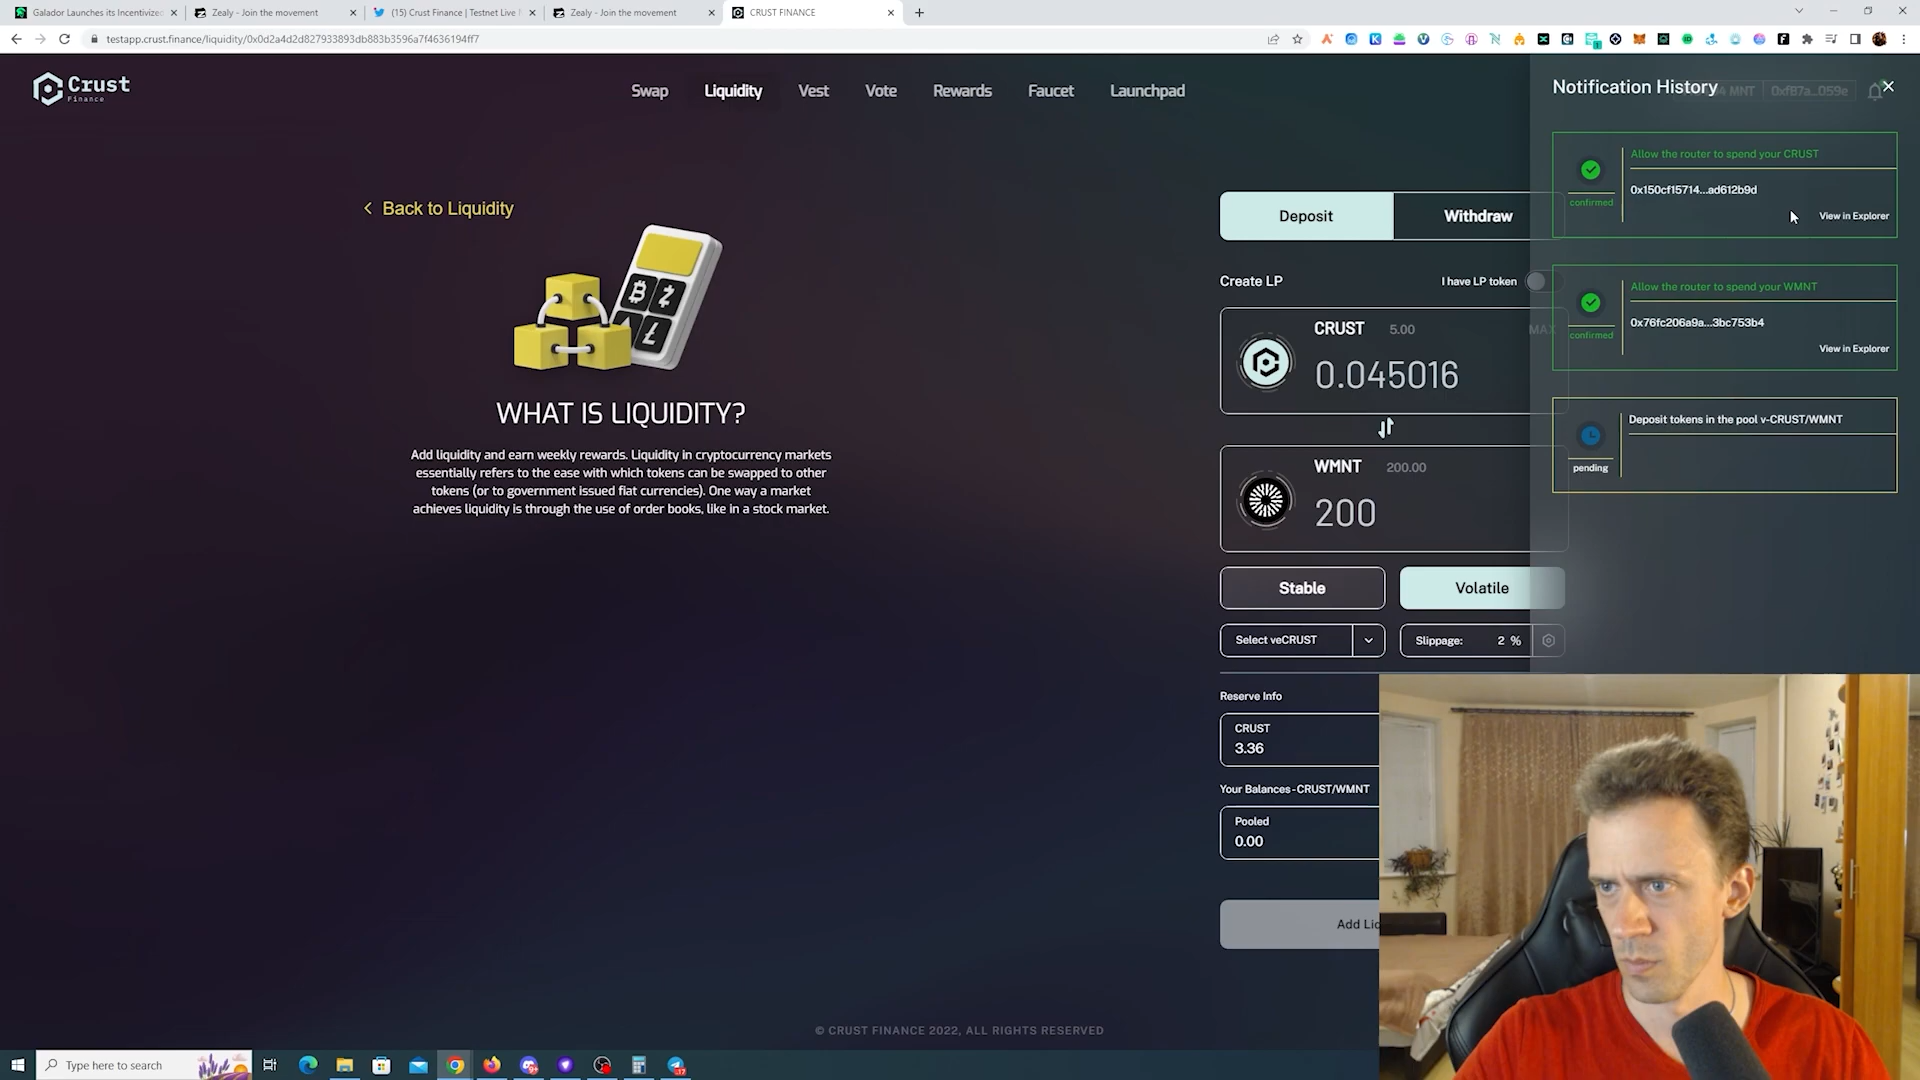 Galador Launches its Incentivized
Zealy - Join the movement
(15) Crust Finance | Testnet Live
Zealy - Join the movement
CRUST FINANCE
testapp.crust.finance/liquidity/0x0d2a4d2d827933893db883b3596a7f4636194ff7
Crust
Finance
Swap
Liquidity
Vest
Vote
Rewards
Faucet
Launchpad
MNT
0xfB7a...059e
Notification History
Allow the router to spend your CRUST
0x150cf15714...ad612b9d
confirmed
View in Explorer
Allow the router to spend your WMNT
0x76fc206a9a...3bc753b4
confirmed
View in Explorer
Deposit tokens in the pool v-CRUST/WMNT
pending
Back to Liquidity
WHAT IS LIQUIDITY?
Add liquidity and earn weekly rewards. Liquidity in cryptocurrency markets
essentially refers to the ease with which tokens can be swapped to other
tokens (or to government issued fiat currencies). One way a market
achieves liquidity is through the use of order books, like in a stock market.
Deposit
Withdraw
Create LP
I have LP token
CRUST 5.00
MAX
0.045016
WMNT 200.00
200
Stable
Volatile
Select veCRUST
Slippage: 2 %
Reserve Info
CRUST
3.36
Your Balances - CRUST/WMNT
Pooled
0.00
Add Lic
© CRUST FINANCE 2022, ALL RIGHTS RESERVED
Type here to search